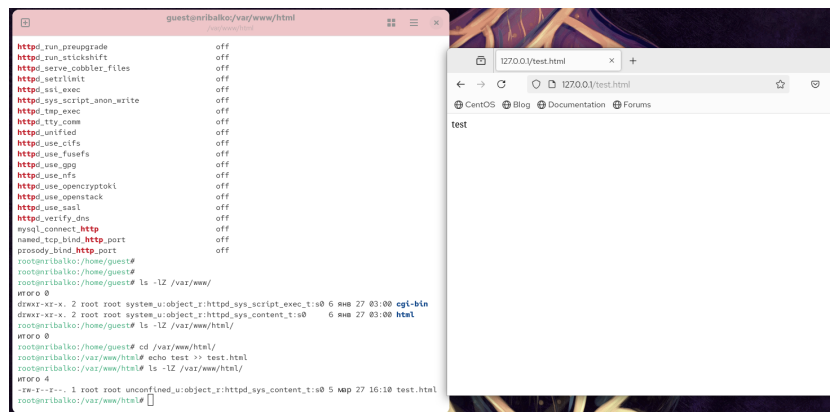 guest@nribalko:/var/www/html
/var/www/html
httpd_run_preupgrade off
httpd_run_stickshift off
httpd_serve_cobbler_files off
httpd_setrlimit off
httpd_ssi_exec off
httpd_sys_script_anon_write off
httpd_tmp_exec off
httpd_tty_comm off
httpd_unified off
httpd_use_cifs off
httpd_use_fusefs off
httpd_use_gpg off
httpd_use_nfs off
httpd_use_opencryptoki off
httpd_use_openstack off
httpd_use_sasl off
httpd_verify_dns off
mysql_connect_http off
named_tcp_bind_http_port off
prosody_bind_http_port off
root@nribalko:/home/guest#
root@nribalko:/home/guest#
root@nribalko:/home/guest# ls -lZ /var/www/
итого 0
drwxr-xr-x. 2 root root system_u:object_r:httpd_sys_script_exec_t:s0 6 янв 27 03:00 cgi-bin
drwxr-xr-x. 2 root root system_u:object_r:httpd_sys_content_t:s0 6 янв 27 03:00 html
root@nribalko:/home/guest# ls -lZ /var/www/html/
итого 0
root@nribalko:/home/guest# cd /var/www/html/
root@nribalko:/var/www/html# echo test >> test.html
root@nribalko:/var/www/html# ls -lZ /var/www/html/
итого 4
-rw-r--r--. 1 root root unconfined_u:object_r:httpd_sys_content_t:s0 5 мар 27 16:10 test.html
root@nribalko:/var/www/html#
127.0.0.1/test.html
127.0.0.1/test.html
CentOS Blog Documentation Forums
test